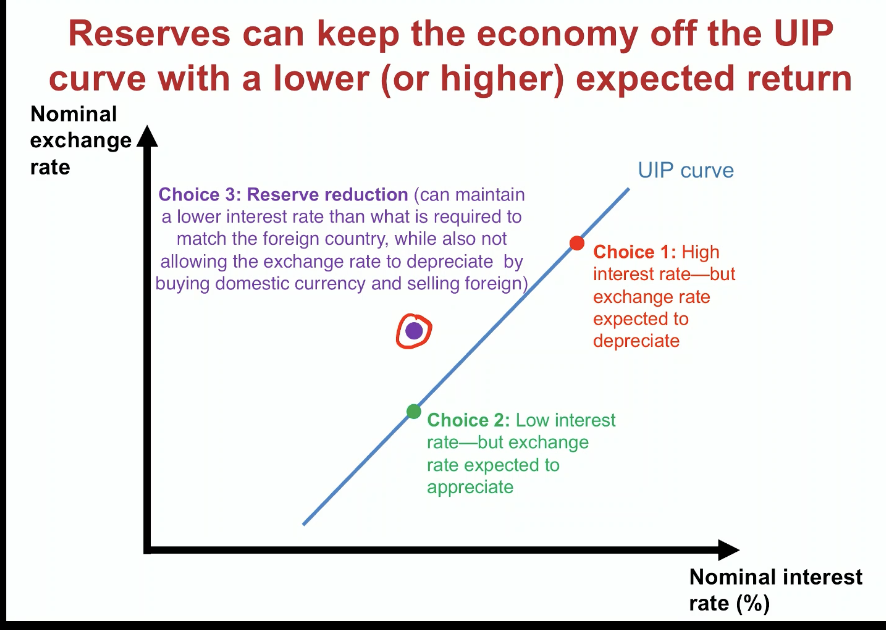 Reserves can keep the economy off the UIP
curve with a lower (or higher) expected return
Nominal
exchange
rate
UIP curve
Choice 3: Reserve reduction (can maintain
a lower interest rate than what is required to
match the foreign country, while also not
allowing the exchange rate to depreciate by
buying domestic currency and selling foreign)
Choice 1: High
interest rate—but
exchange rate
expected to
depreciate
Choice 2: Low interest
rate—but exchange
rate expected to
appreciate
Nominal interest
rate (%)